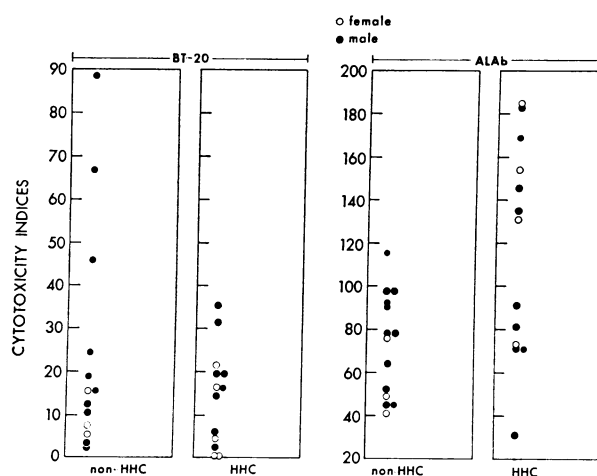 ○ female
● male
BT-20
ALAb
CYTOTOXICITY INDICES
90
80
70
60
50
40
30
20
10
0
200
180
160
140
120
100
80
60
40
20
non-HHC
HHC
non HHC
HHC